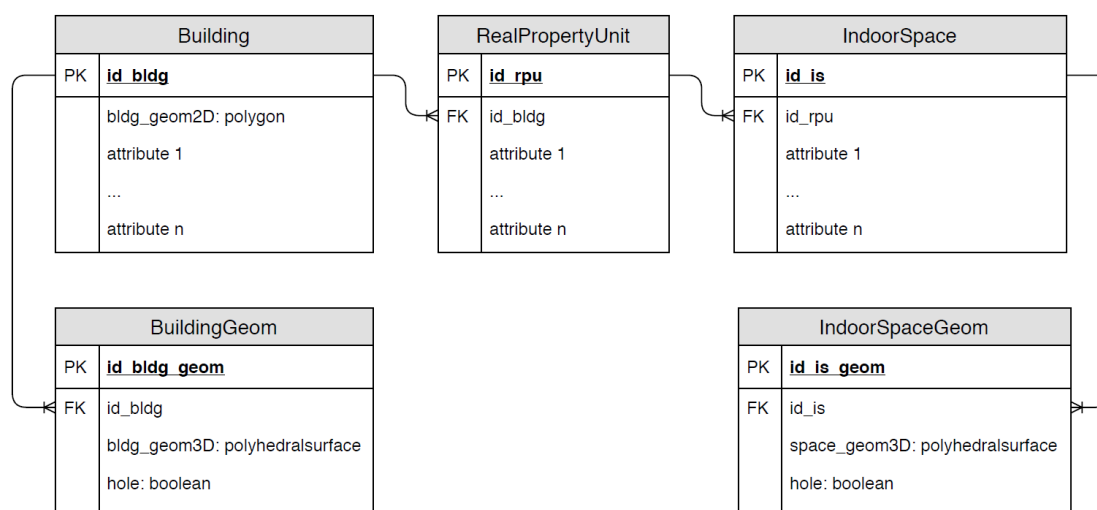 Building
PK id_bldg
bldg_geom2D: polygon
attribute 1
...
attribute n
RealPropertyUnit
PK id_rpu
FK id_bldg
attribute 1
...
attribute n
IndoorSpace
PK id_is
FK id_rpu
attribute 1
...
attribute n
BuildingGeom
PK id_bldg_geom
FK id_bldg
bldg_geom3D: polyhedralsurface
hole: boolean
IndoorSpaceGeom
PK id_is_geom
FK id_is
space_geom3D: polyhedralsurface
hole: boolean